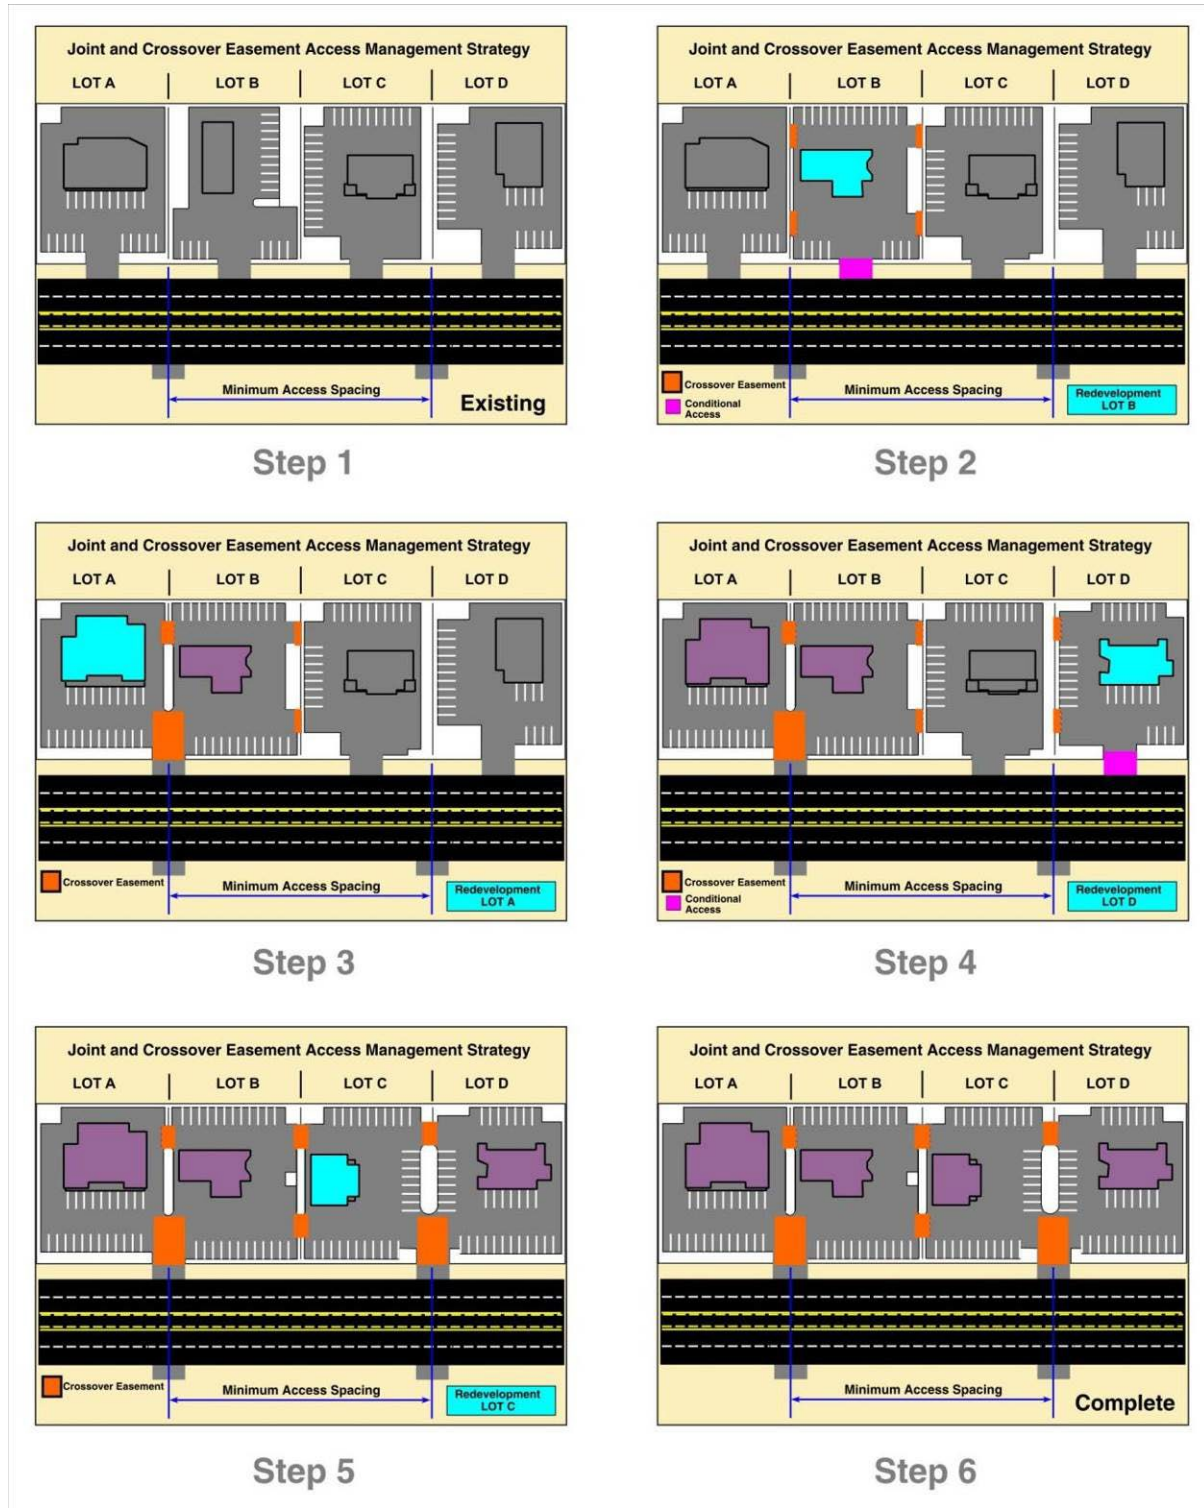 Joint and Crossover Easement Access Management Strategy
LOT A LOT B LOT C LOT D
Minimum Access Spacing
Existing
Step 1
Joint and Crossover Easement Access Management Strategy
LOT A LOT B LOT C LOT D
Crossover Easement
Minimum Access Spacing
Conditional
Access
Redevelopment
LOT B
Step 2
Joint and Crossover Easement Access Management Strategy
LOT A LOT B LOT C LOT D
Crossover Easement
Minimum Access Spacing
Redevelopment
LOT A
Step 3
Joint and Crossover Easement Access Management Strategy
LOT A LOT B LOT C LOT D
Crossover Easement
Minimum Access Spacing
Conditional
Access
Redevelopment
LOT D
Step 4
Joint and Crossover Easement Access Management Strategy
LOT A LOT B LOT C LOT D
Crossover Easement
Minimum Access Spacing
Redevelopment
LOT C
Step 5
Joint and Crossover Easement Access Management Strategy
LOT A LOT B LOT C LOT D
Minimum Access Spacing
Complete
Step 6